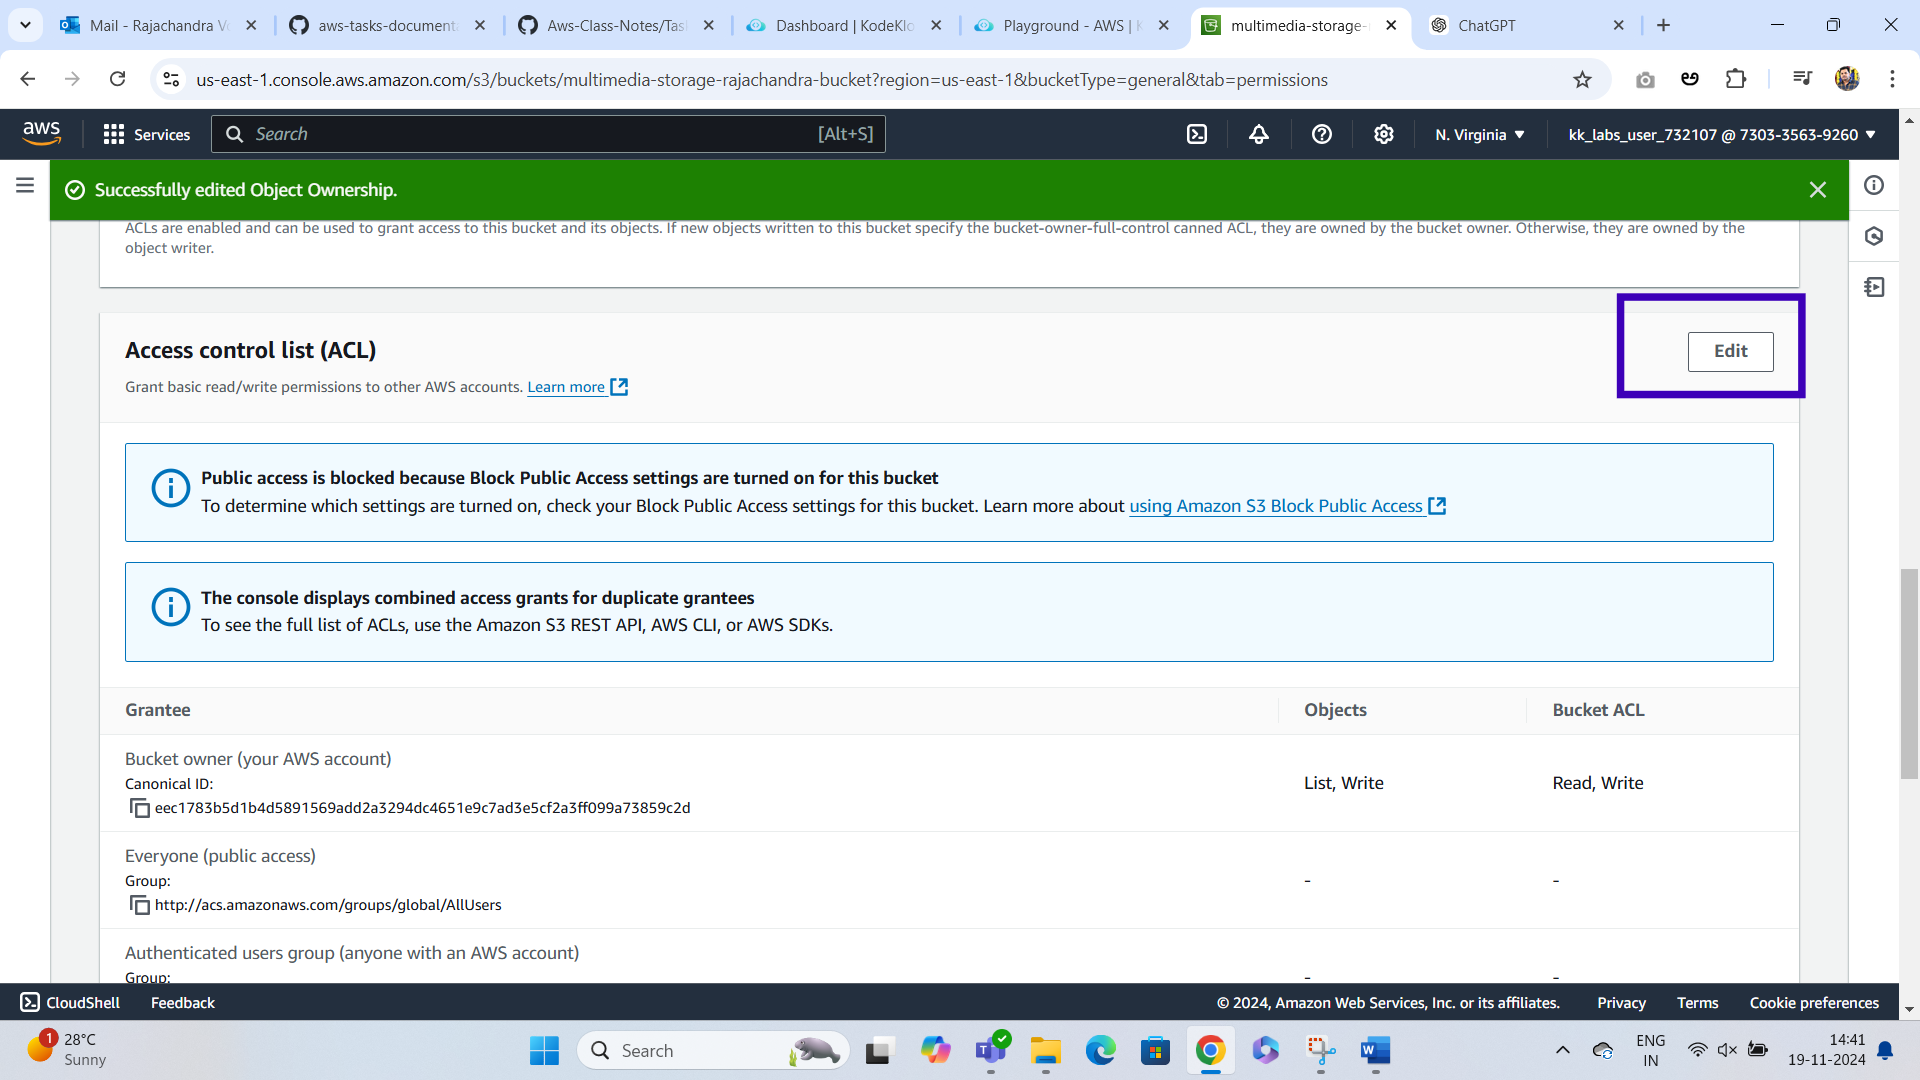 Mail - Rajachandra Vo
aws-tasks-documenta
Aws-Class-Notes/Task
Dashboard | KodeKlo
Playground - AWS | K
multimedia-storage-r
ChatGPT
us-east-1.console.aws.amazon.com/s3/buckets/multimedia-storage-rajachandra-bucket?region=us-east-1&bucketType=general&tab=permissions
aws
Services
Search
[Alt+S]
N. Virginia
kk_labs_user_732107 @ 7303-3563-9260
Successfully edited Object Ownership.
ACLs are enabled and can be used to grant access to this bucket and its objects. If new objects written to this bucket specify the bucket-owner-full-control canned ACL, they are owned by the bucket owner. Otherwise, they are owned by the
object writer.
Access control list (ACL)
Edit
Grant basic read/write permissions to other AWS accounts. Learn more
Public access is blocked because Block Public Access settings are turned on for this bucket
To determine which settings are turned on, check your Block Public Access settings for this bucket. Learn more about using Amazon S3 Block Public Access
The console displays combined access grants for duplicate grantees
To see the full list of ACLs, use the Amazon S3 REST API, AWS CLI, or AWS SDKs.
Grantee
Objects
Bucket ACL
Bucket owner (your AWS account)
Canonical ID:
eec1783b5d1b4d5891569add2a3294dc4651e9c7ad3e5cf2a3ff099a73859c2d
List, Write
Read, Write
Everyone (public access)
Group:
http://acs.amazonaws.com/groups/global/AllUsers
-
-
Authenticated users group (anyone with an AWS account)
Group:
-
-
CloudShell
Feedback
© 2024, Amazon Web Services, Inc. or its affiliates.
Privacy
Terms
Cookie preferences
1
28°C
Sunny
Search
ENG
IN
14:41
19-11-2024